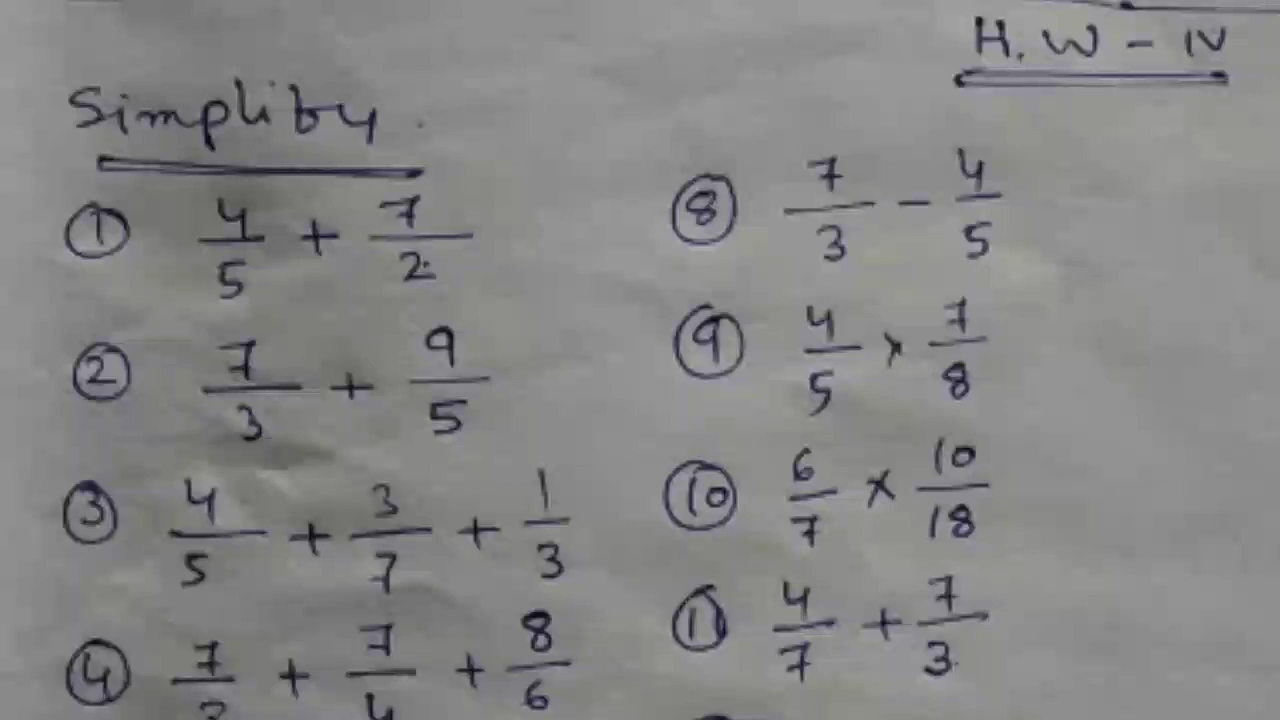 H.W - IV
Simplify.
① 4/5 + 7/2
② 7/3 + 9/5
③ 4/5 + 3/7 + 1/3
④ 7/ + 7/4 + 8/6
⑧ 7/3 - 4/5
⑨ 4/5 × 7/8
⑩ 6/7 × 10/18
⑪ 4/7 + 7/3